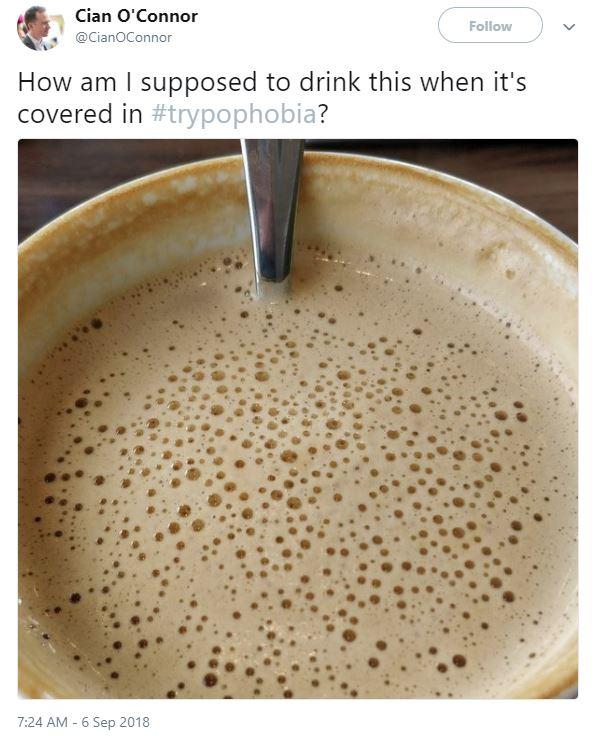 Cian O'Connor
@CianOConnor
Follow
How am I supposed to drink this when it's
covered in #trypophobia?
7:24 AM - 6 Sep 2018